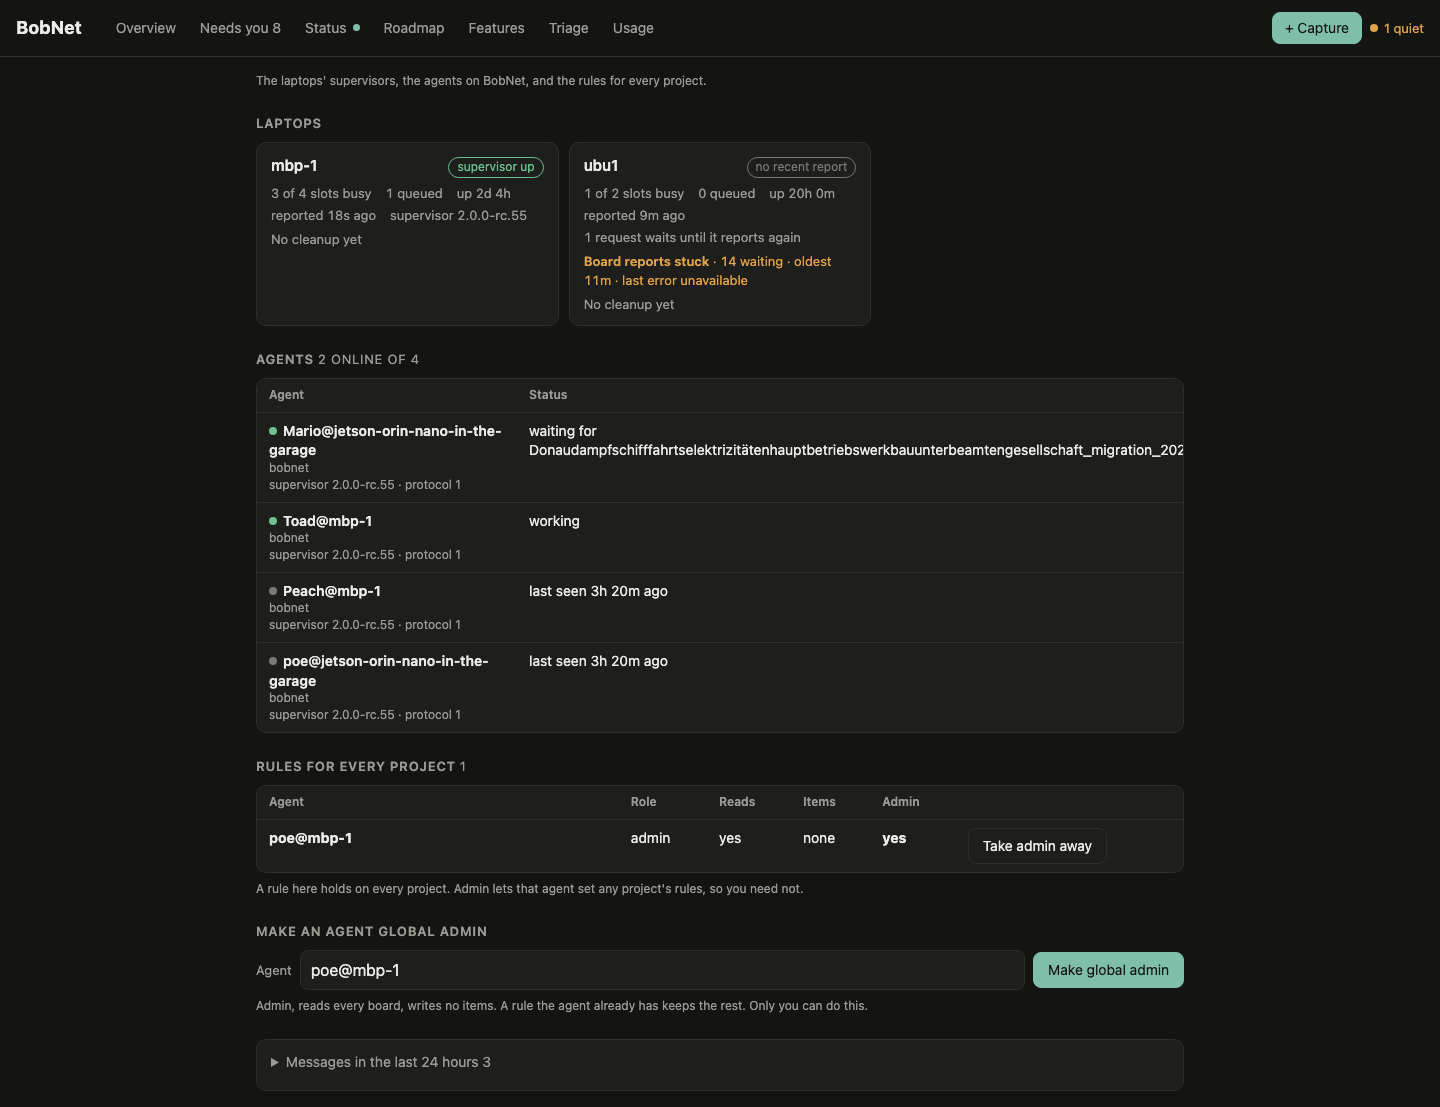 BobNet Overview Needs you 8 Status Roadmap Features Triage Usage + Capture 1 quiet
The laptops' supervisors, the agents on BobNet, and the rules for every project.
LAPTOPS
mbp-1 supervisor up
3 of 4 slots busy 1 queued up 2d 4h
reported 18s ago supervisor 2.0.0-rc.55
No cleanup yet
ubu1 no recent report
1 of 2 slots busy 0 queued up 20h 0m
reported 9m ago
1 request waits until it reports again
Board reports stuck · 14 waiting · oldest
11m · last error unavailable
No cleanup yet
AGENTS 2 ONLINE OF 4
Agent Status
Mario@jetson-orin-nano-in-the-
garage
bobnet
supervisor 2.0.0-rc.55 · protocol 1
waiting for
Donaudampfschifffahrtselektrizitätenhauptbetriebswerkbauunterbeamtengesellschaft_migration_202
Toad@mbp-1 working
bobnet
supervisor 2.0.0-rc.55 · protocol 1
Peach@mbp-1 last seen 3h 20m ago
bobnet
supervisor 2.0.0-rc.55 · protocol 1
poe@jetson-orin-nano-in-the-
garage
bobnet
supervisor 2.0.0-rc.55 · protocol 1
last seen 3h 20m ago
RULES FOR EVERY PROJECT 1
Agent Role Reads Items Admin
poe@mbp-1 admin yes none yes Take admin away
A rule here holds on every project. Admin lets that agent set any project's rules, so you need not.
MAKE AN AGENT GLOBAL ADMIN
Agent poe@mbp-1 Make global admin
Admin, reads every board, writes no items. A rule the agent already has keeps the rest. Only you can do this.
Messages in the last 24 hours 3